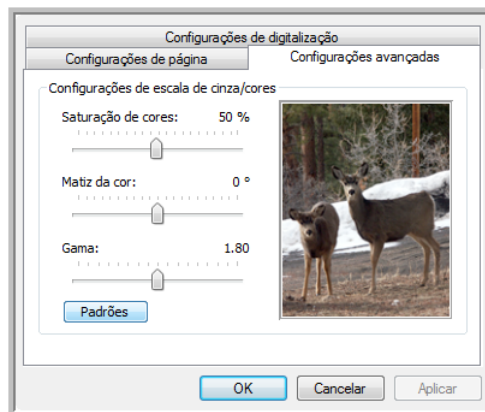 Configurações de digitalização
Configurações de página
Configurações avançadas
Configurações de escala de cinza/cores
Saturação de cores: 50 %
Matiz da cor: 0 °
Gama: 1.80
Padrões
OK
Cancelar
Aplicar